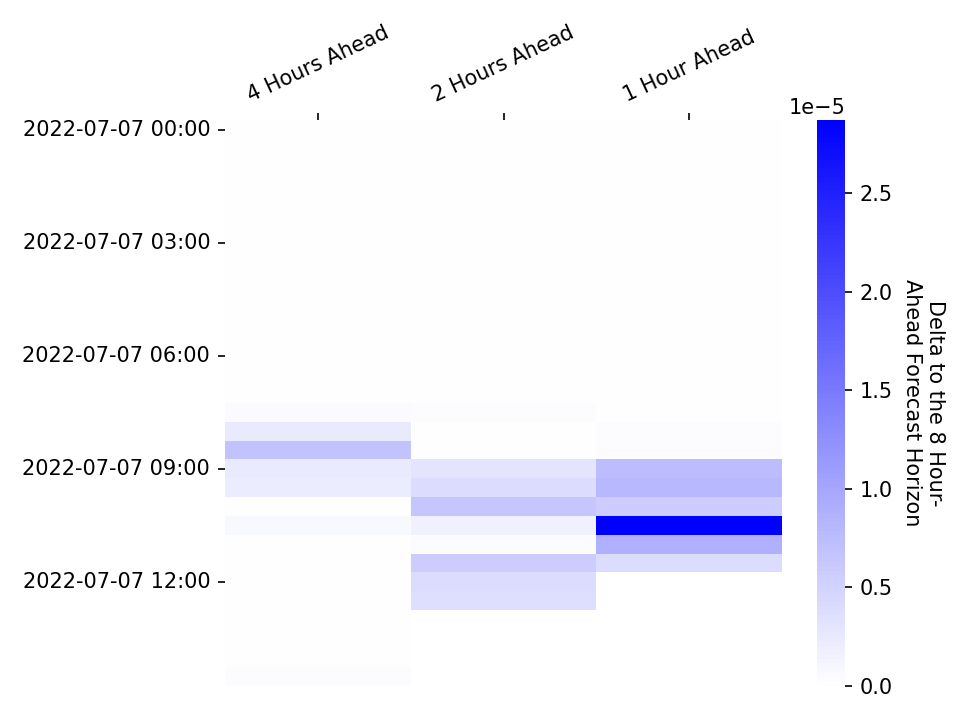 4 Hours Ahead
2 Hours Ahead
1 Hour Ahead
1e−5
2022-07-07 00:00
2022-07-07 03:00
2022-07-07 06:00
2022-07-07 09:00
2022-07-07 12:00
2.5
2.0
1.5
1.0
0.5
0.0
Delta to the 8 Hour-
Ahead Forecast Horizon